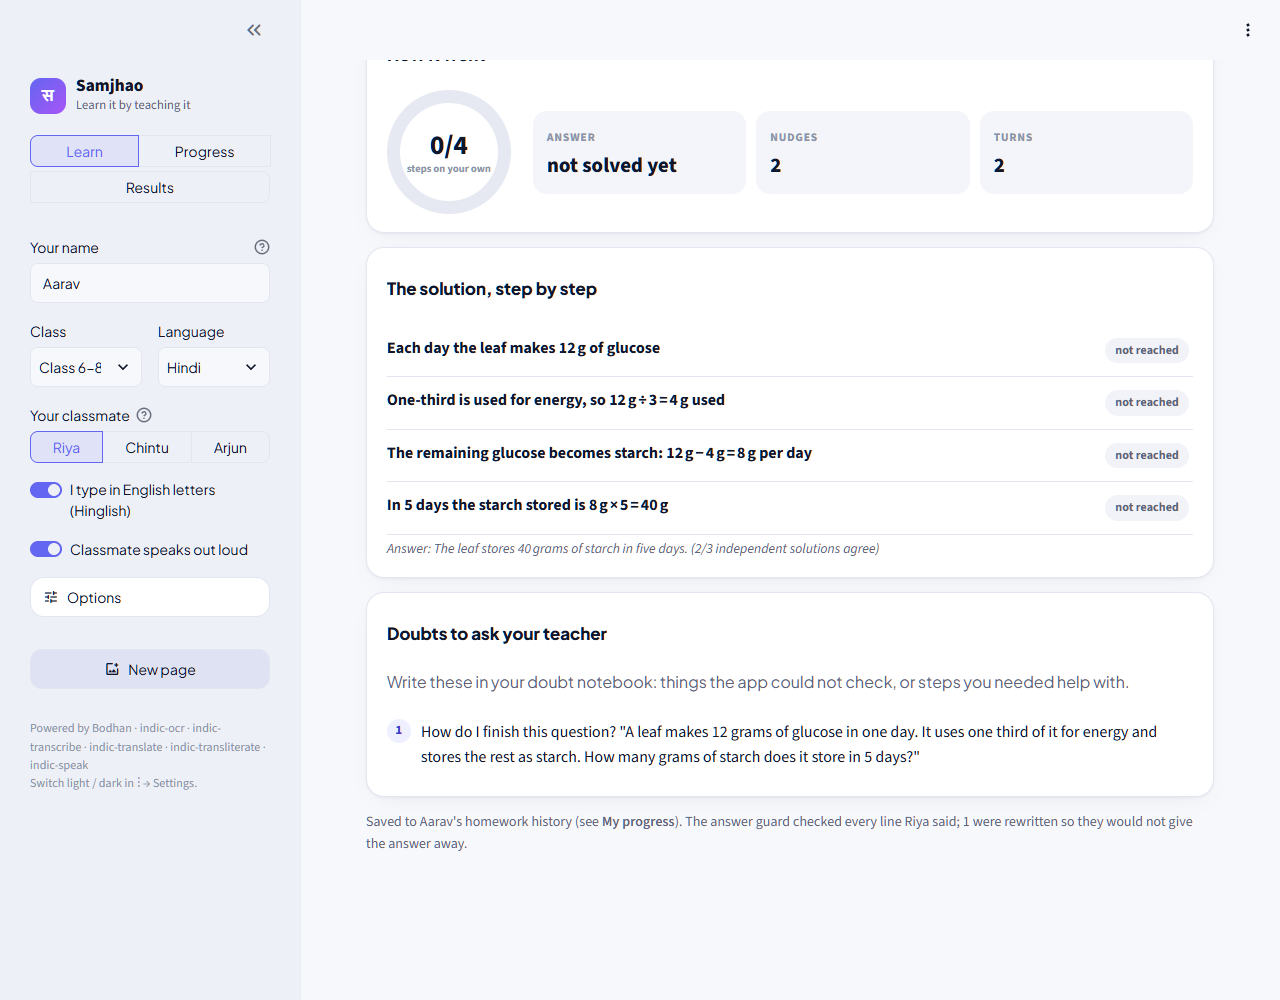 स
Samjhao
Learn it by teaching it
Learn
Progress
Results
Your name
Aarav
Class
Language
Class 6–8
Hindi
Your classmate
Riya
Chintu
Arjun
I type in English letters
(Hinglish)
Classmate speaks out loud
Options
New page
Powered by Bodhan · indic-ocr · indic-
transcribe · indic-translate · indic-transliterate ·
indic-speak
Switch light / dark in ⋮ → Settings.
0/4
steps on your own
ANSWER
not solved yet
NUDGES
2
TURNS
2
The solution, step by step
Each day the leaf makes 12 g of glucose
not reached
One-third is used for energy, so 12 g ÷ 3 = 4 g used
not reached
The remaining glucose becomes starch: 12 g − 4 g = 8 g per day
not reached
In 5 days the starch stored is 8 g × 5 = 40 g
not reached
Answer: The leaf stores 40 grams of starch in five days. (2/3 independent solutions agree)
Doubts to ask your teacher
Write these in your doubt notebook: things the app could not check, or steps you needed help with.
1
How do I finish this question? "A leaf makes 12 grams of glucose in one day. It uses one third of it for energy and
stores the rest as starch. How many grams of starch does it store in 5 days?"
Saved to Aarav's homework history (see My progress). The answer guard checked every line Riya said; 1 were rewritten so they would not give
the answer away.